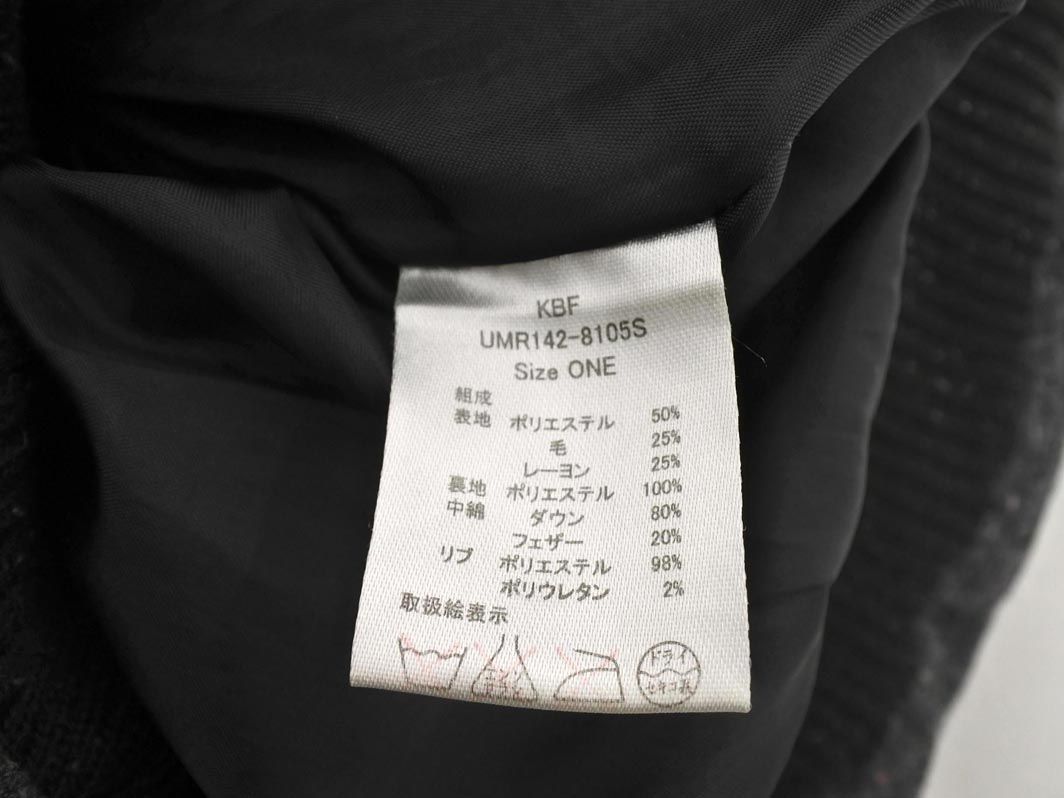 KBF
UMR142-8105S
Size ONE
組成
表地 ポリエステル 50%
毛 25%
レーヨン 25%
裏地 ポリエステル 100%
中綿 ダウン 80%
フェザー 20%
リブ ポリエステル 98%
ポリウレタン 2%
取扱絵表示
ドライ